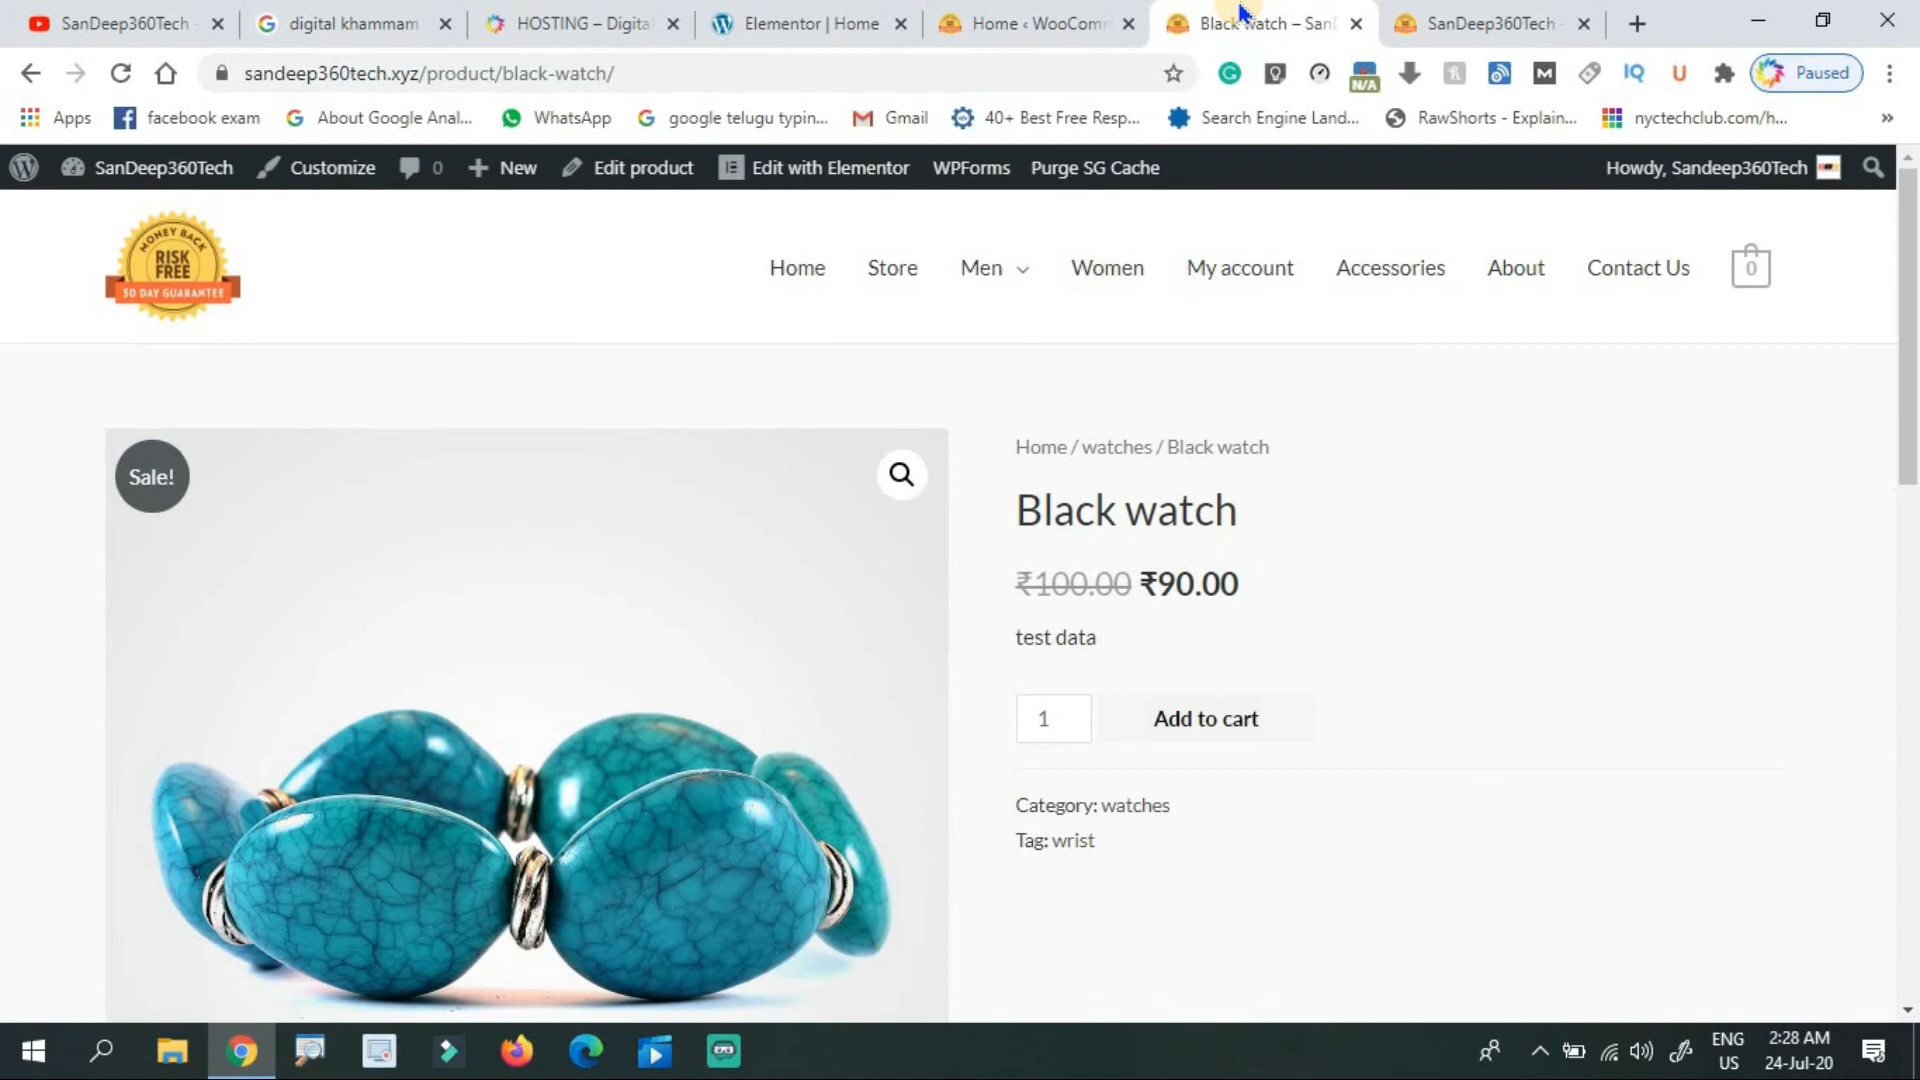 SanDeep360Tech -
digital khammam
HOSTING – Digital
Elementor | Home
Home ‹ WooComm
Black watch – SanD
SanDeep360Tech -
sandeep360tech.xyz/product/black-watch/
N/A
IQ
U
M
Paused
Apps
facebook exam
About Google Anal...
WhatsApp
google telugu typin...
Gmail
40+ Best Free Resp...
Search Engine Land...
RawShorts - Explain...
nyctechclub.com/h...
»
SanDeep360Tech
Customize
0
New
Edit product
Edit with Elementor
WPForms
Purge SG Cache
Howdy, Sandeep360Tech
MONEY BACK
RISK
FREE
30 DAY GUARANTEE
Home
Store
Men
Women
My account
Accessories
About
Contact Us
0
Sale!
Home / watches / Black watch
Black watch
₹100.00 ₹90.00
test data
1
Add to cart
Category: watches
Tag: wrist
ENG
US
2:28 AM
24-Jul-20